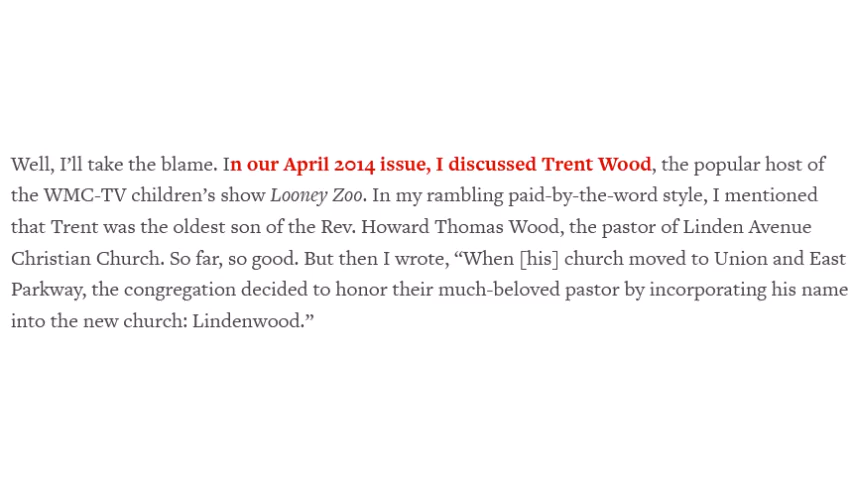 Well, I’ll take the blame. In our April 2014 issue, I discussed Trent Wood, the popular host of
the WMC-TV children’s show Looney Zoo. In my rambling paid-by-the-word style, I mentioned
that Trent was the oldest son of the Rev. Howard Thomas Wood, the pastor of Linden Avenue
Christian Church. So far, so good. But then I wrote, “When [his] church moved to Union and East
Parkway, the congregation decided to honor their much-beloved pastor by incorporating his name
into the new church: Lindenwood.”